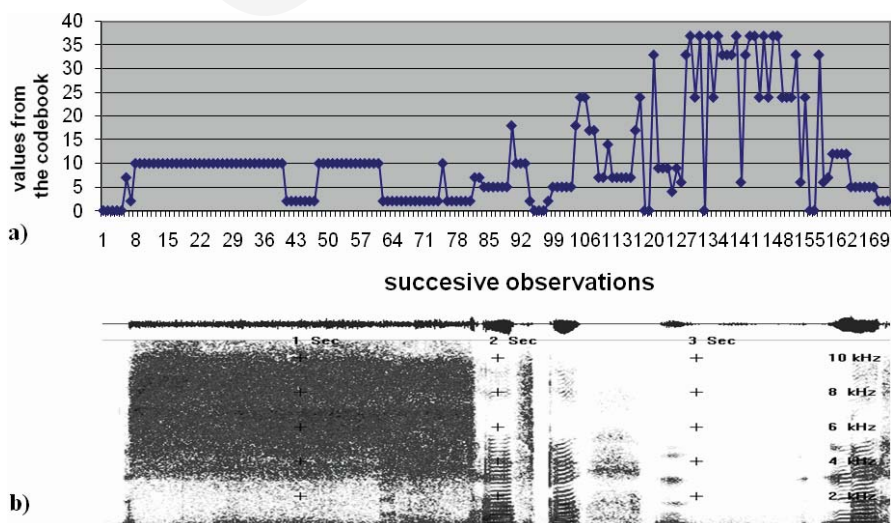 40
35
30
25
20
15
10
5
0
values from
the codebook
a)
1 8 15 22 29 36 43 50 57 64 71 78 85 92 99 106 113 120 127 134 141 148 155 162 169
succesive observations
1 Sec 2 Sec 3 Sec
10 kHz
8 kHz
6 kHz
4 kHz
2 kHz
b)